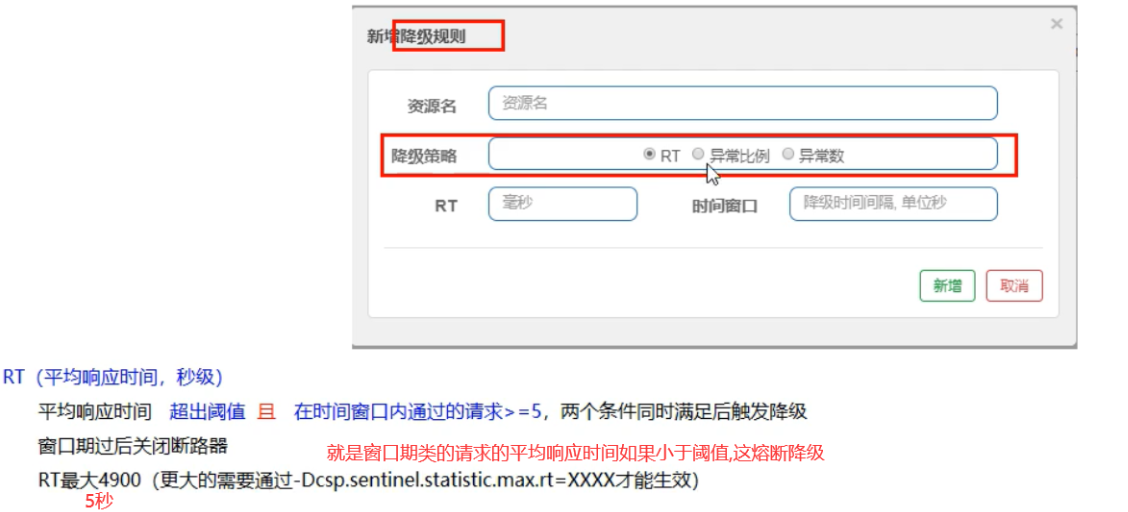 新增降级规则 ×
资源名 资源名
降级策略 RT 异常比例 异常数
RT 毫秒 时间窗口 降级时间间隔, 单位秒
新增 取消
RT（平均响应时间，秒级）
平均响应时间 超出阈值 且 在时间窗口内通过的请求>=5，两个条件同时满足后触发降级
窗口期过后关闭断路器
就是窗口期类的请求的平均响应时间如果小于阈值,这熔断降级
RT最大4900（更大的需要通过-Dcsp.sentinel.statistic.max.rt=XXXX才能生效）
5秒